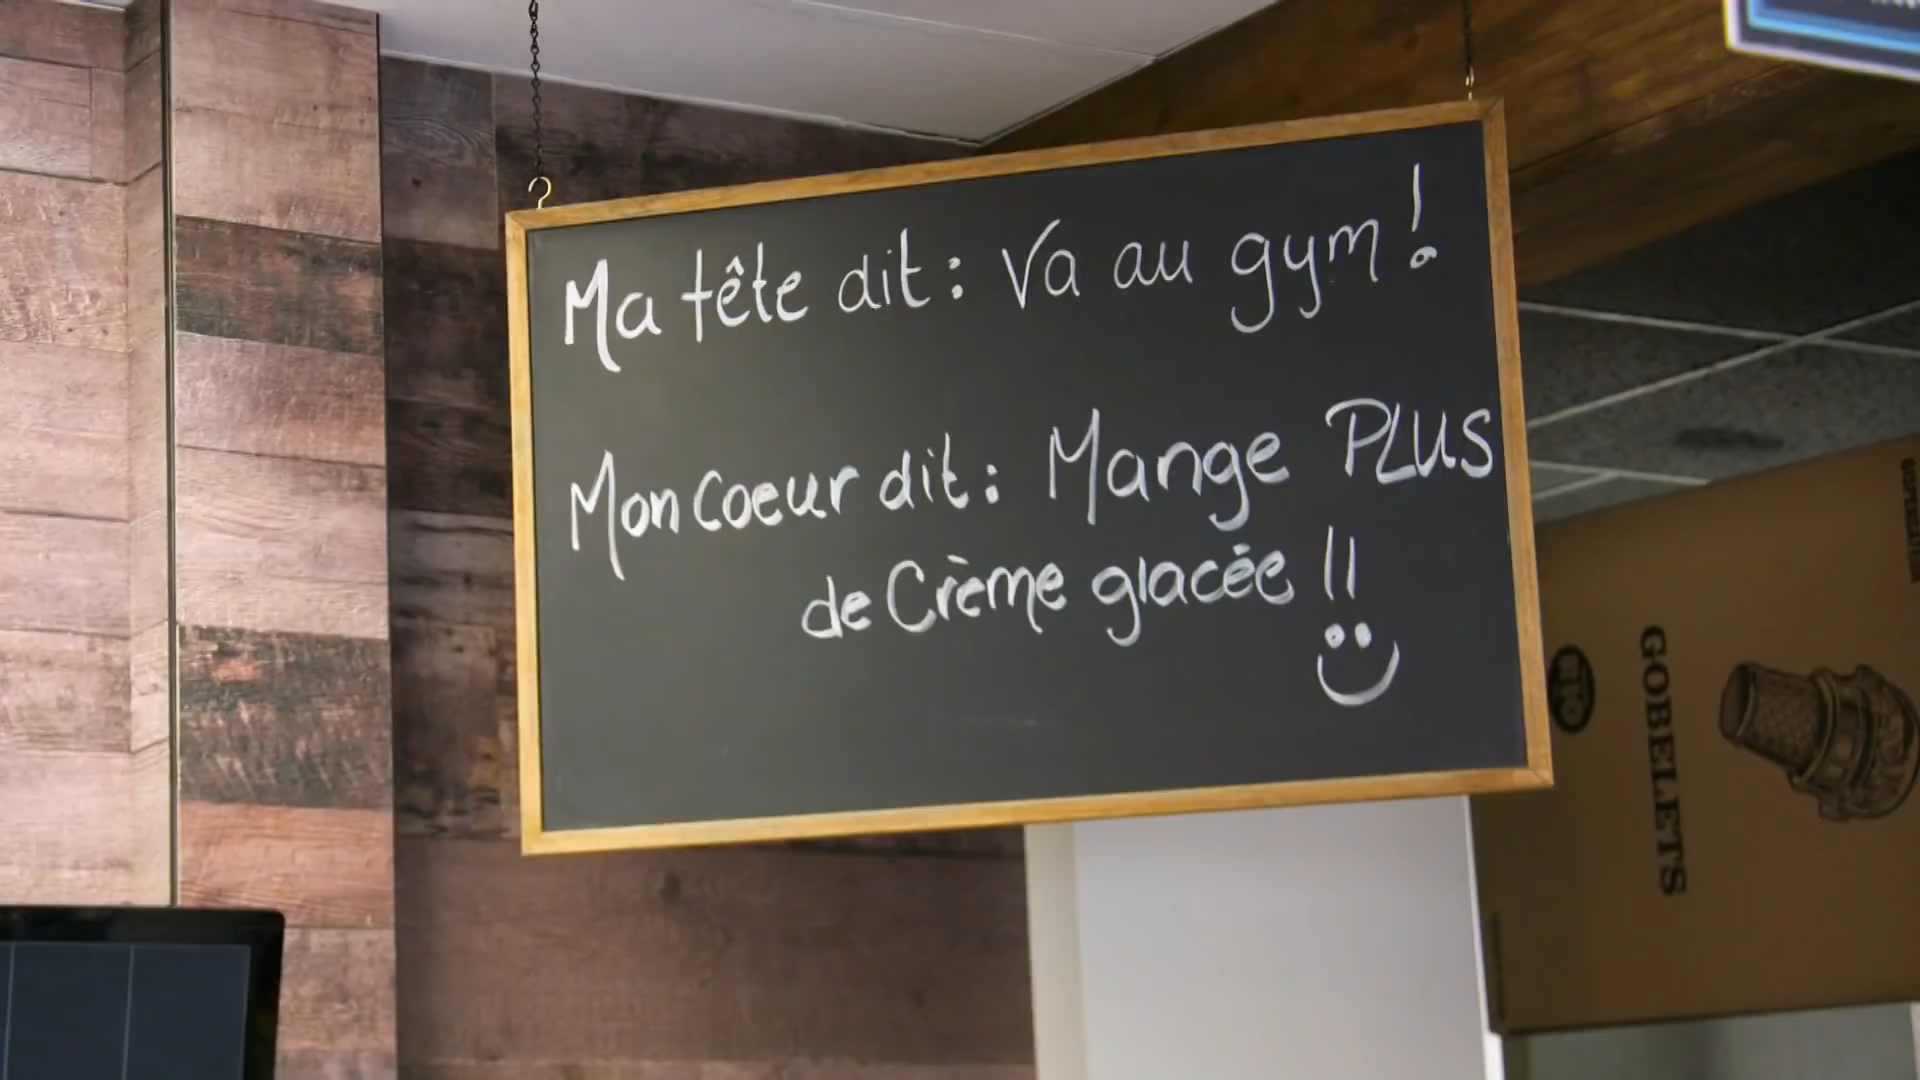 Ma tête dit : Va au gym !
Mon coeur dit : Mange PLUS
de Crème glacée !!
GOBELETS